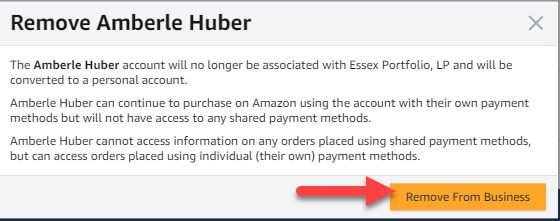 Remove Amberle Huber
The Amberle Huber account will no longer be associated with Essex Portfolio, LP and will be
converted to a personal account.
Amberle Huber can continue to purchase on Amazon using the account with their own payment
methods but will not have access to any shared payment methods.
Amberle Huber cannot access information on any orders placed using shared payment methods,
but can access orders placed using individual (their own) payment methods.
Remove From Business